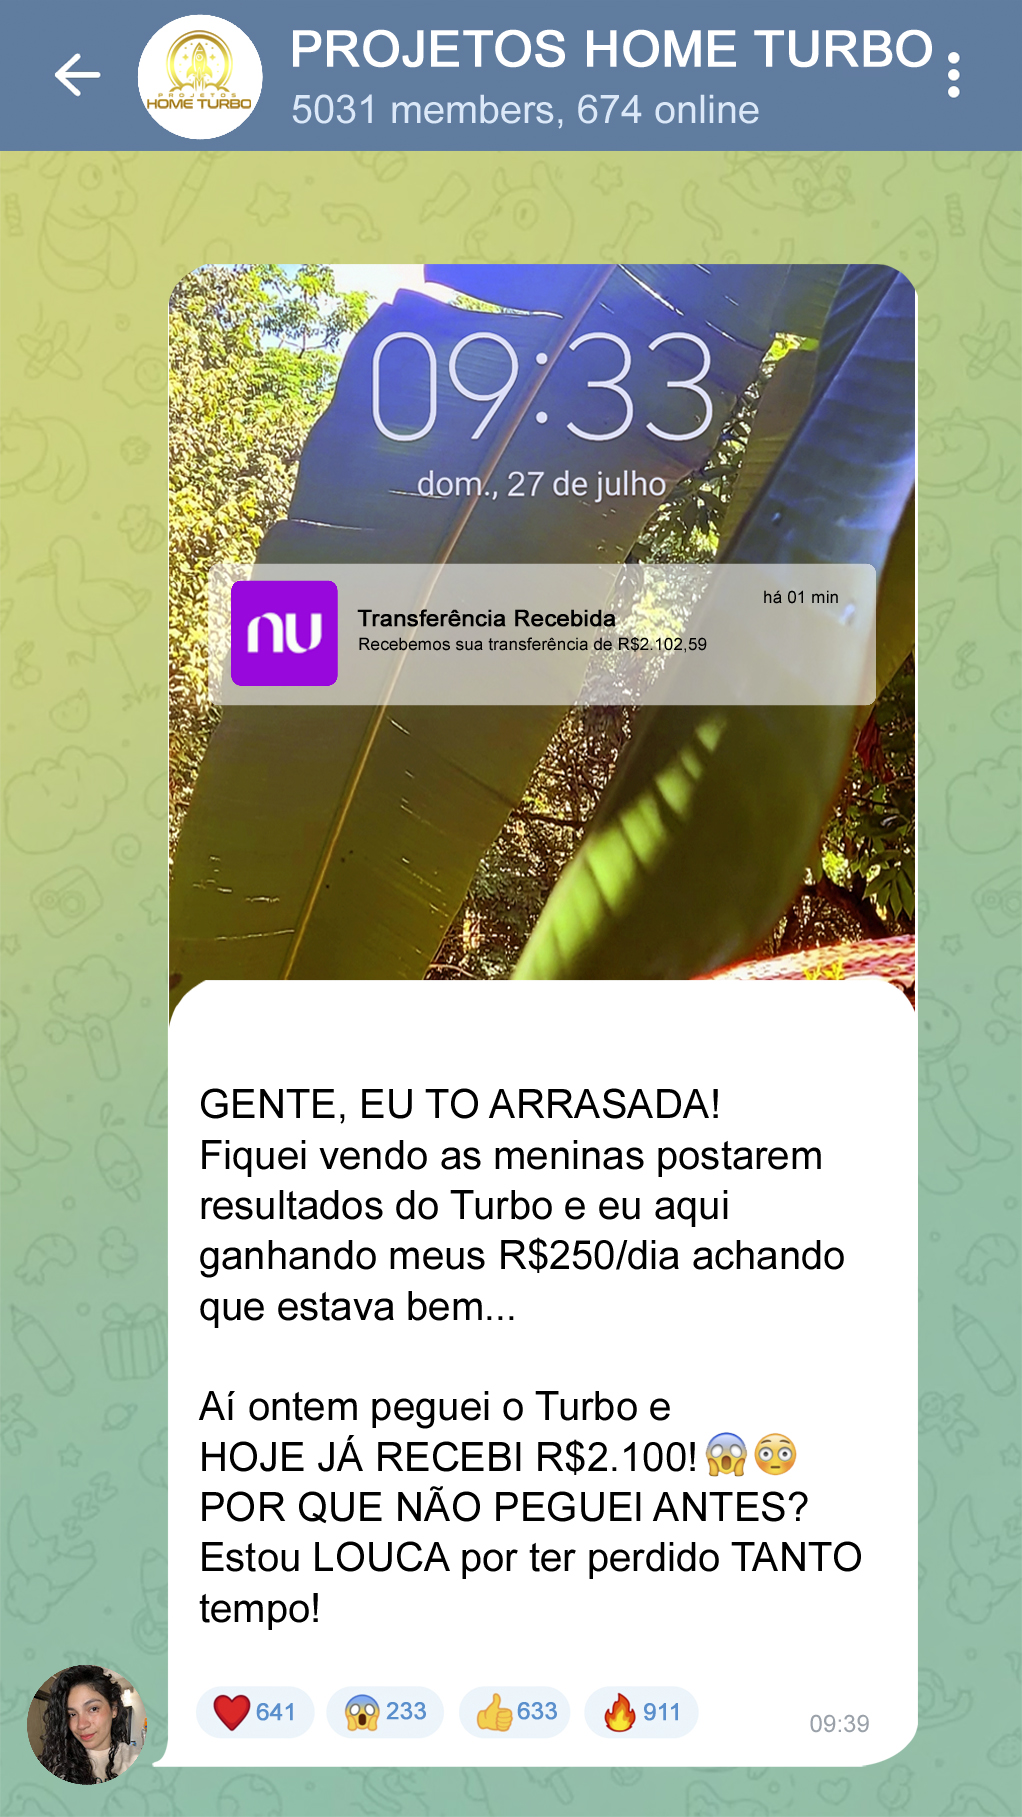 PROJETOS HOME TURBO
5031 members, 674 online
PROJETOS
HOME TURBO
09:33
dom., 27 de julho
nu
há 01 min
Transferência Recebida
Recebemos sua transferência de R$2.102,59
GENTE, EU TO ARRASADA!
Fiquei vendo as meninas postarem
resultados do Turbo e eu aqui
ganhando meus R$250/dia achando
que estava bem...
Aí ontem peguei o Turbo e
HOJE JÁ RECEBI R$2.100!😱😳
POR QUE NÃO PEGUEI ANTES?
Estou LOUCA por ter perdido TANTO
tempo!
❤️ 641 😱 233 👍 633 🔥 911
09:39